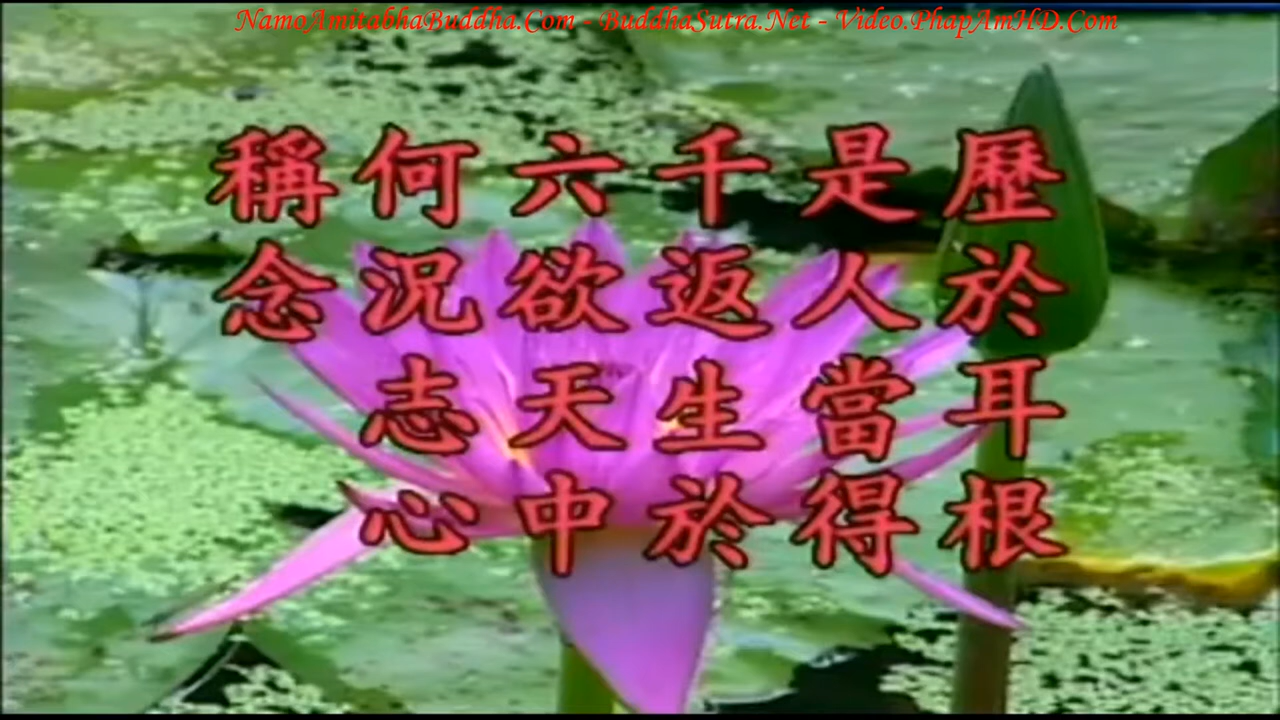 NamoAmitabhaBuddha.Com - BuddhaSutra.Net - Video.PhapAmHD.Com
歷於耳根
是人當得
千返生於
六欲天中
何況志心
稱念